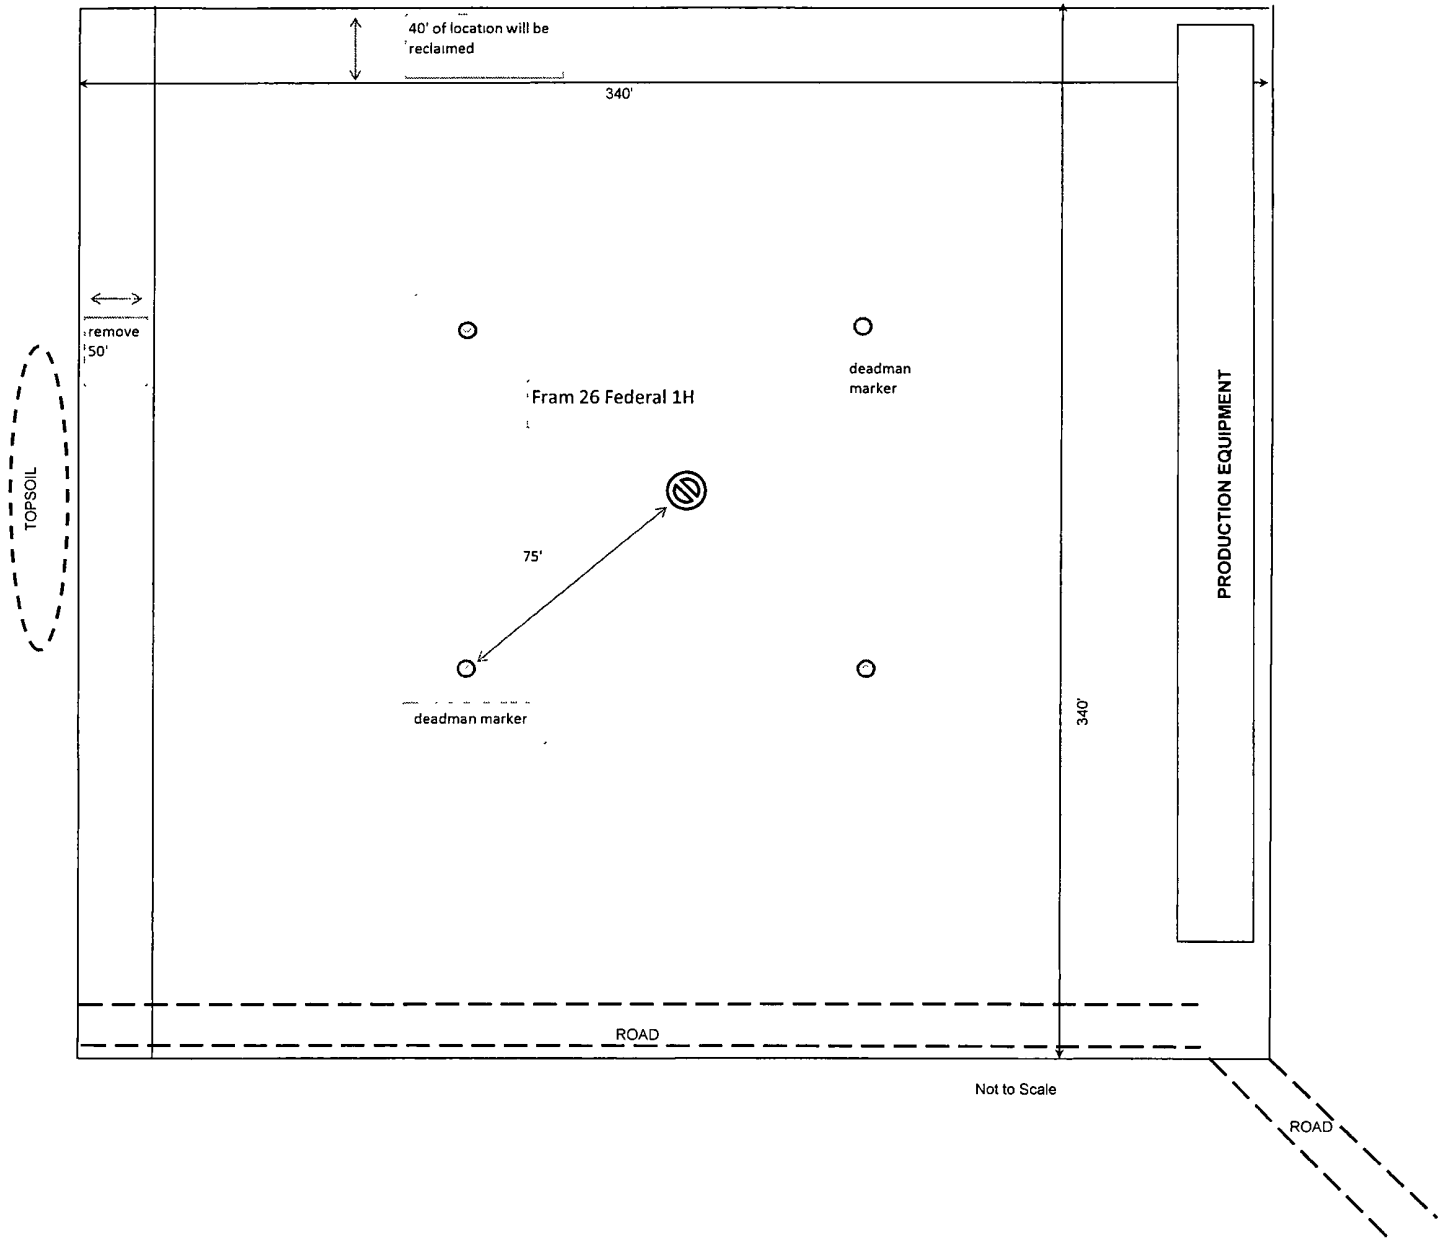 40' of location will be
reclaimed
340'
remove
50'
deadman
marker
Fram 26 Federal 1H
PRODUCTION EQUIPMENT
TOPSOIL
75'
340'
deadman marker
ROAD
Not to Scale
ROAD